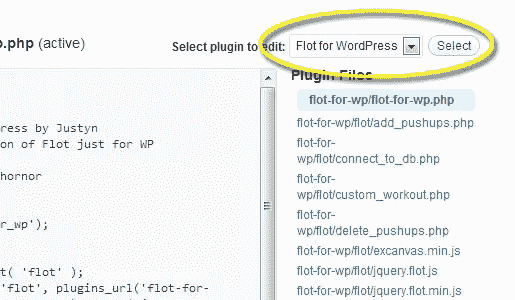 o.php (active)
Select plugin to edit: Flot for WordPress Select
Plugin Files
flot-for-wp/flot-for-wp.php
flot-for-wp/flot/add_pushups.php
flot-for-
wp/flot/connect_to_db.php
flot-for-
wp/flot/custom_workout.php
flot-for-
wp/flot/delete_pushups.php
flot-for-wp/flot/excanvas.min.js
flot-for-wp/flot/jquery.flot.js
flot-for-wp/flot/jquery.flot.min.js
ress by Justyn
on of Flot just for WP
hornor
r_wp');
t( 'flot' );
'flot', plugins_url('flot-for-